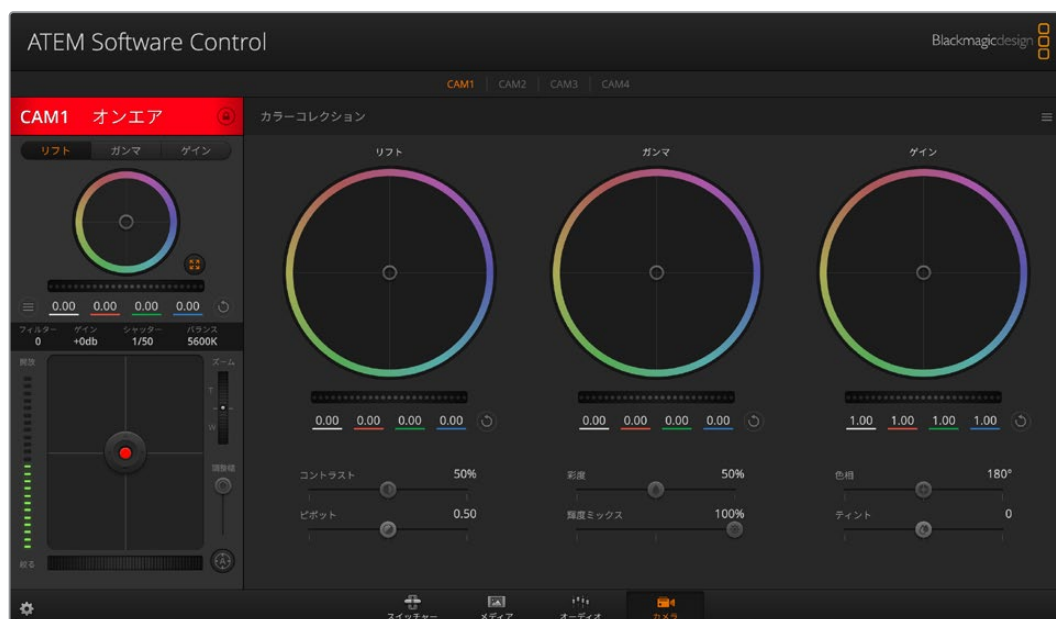 ATEM Software Control
Blackmagicdesign
CAM1 CAM2 CAM3 CAM4
CAM1 オンエア
カラーコレクション
リフト ガンマ ゲイン
リフト ガンマ ゲイン
0.00 0.00 0.00 0.00
フィルター ゲイン シャッター バランス
0 +0db 1/50 5600K
開放 ズーム
T
W
調整幅
絞る
A
0.00 0.00 0.00 0.00
0.00 0.00 0.00 0.00
1.00 1.00 1.00 1.00
コントラスト 50%
彩度 50%
色相 180°
ピボット 0.50
輝度ミックス 100%
ティント 0
スイッチャー メディア オーディオ カメラ